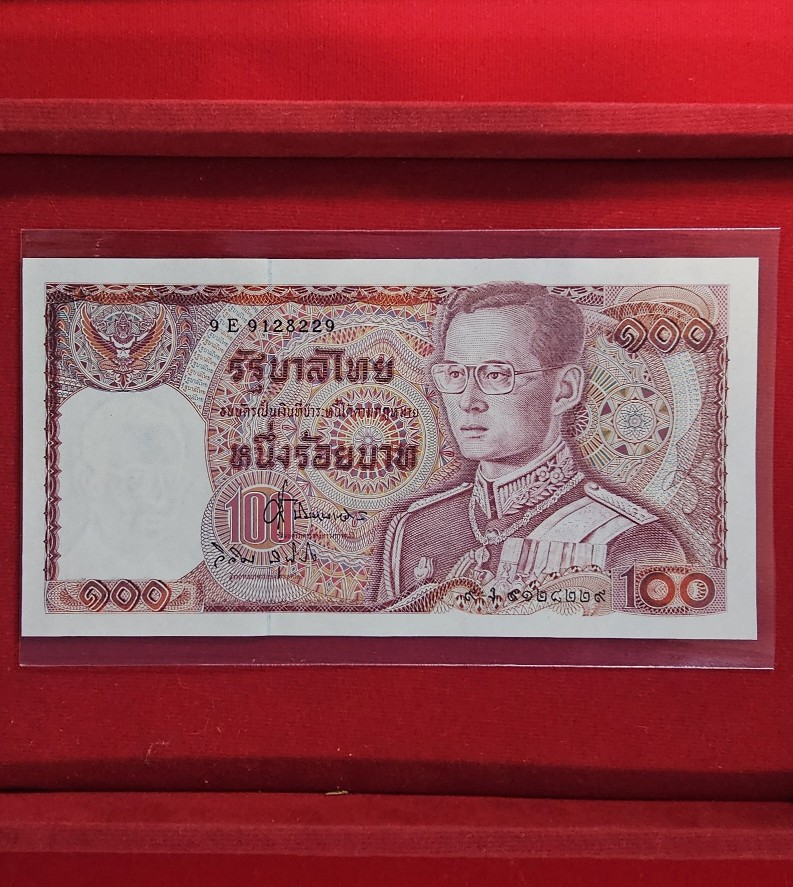 9 E 9128229
๑๐๐
รัฐบาลไทย
ธนบัตรเป็นเงินที่ชำระหนี้ได้ตามกฎหมาย
หนึ่งร้อยบาท
100
๑๐๐
๙๑๒๘๒๒๙
100